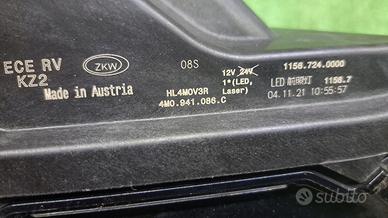 ECE RV
KZ2
Made in Austria
ZKW
08S
HL4MOV3R
4M0.941.086.C
12V 24V
1*(LED,
Laser)
1156.724.0000
LED 前照灯 1156.7
04.11.21 10:55:57
subito